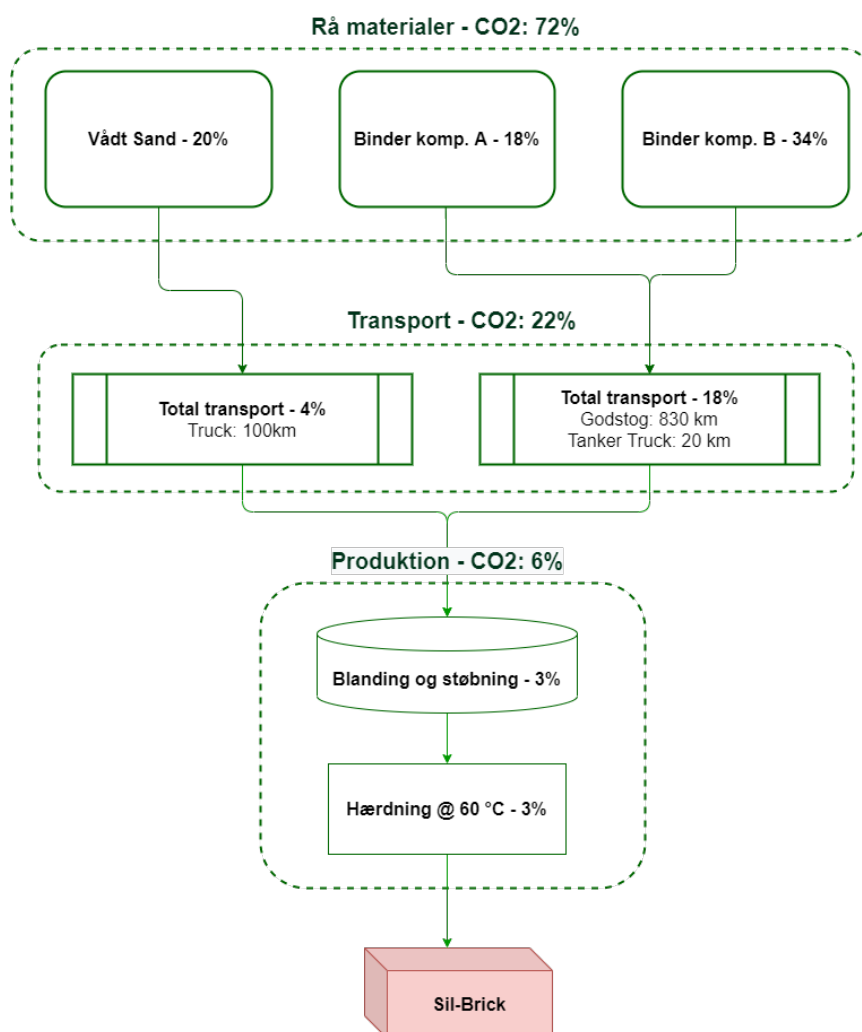 Rå materialer - CO2: 72%
Vådt Sand - 20%
Binder komp. A - 18%
Binder komp. B - 34%
Transport - CO2: 22%
Total transport - 4%
Truck: 100km
Total transport - 18%
Godstog: 830 km
Tanker Truck: 20 km
Produktion - CO2: 6%
Blanding og støbning - 3%
Hærdning @ 60 °C - 3%
Sil-Brick